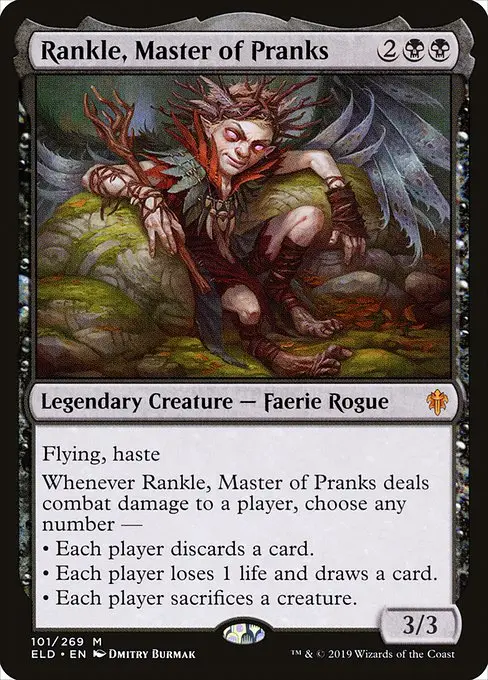 Rankle, Master of Pranks 2
Legendary Creature — Faerie Rogue
Flying, haste
Whenever Rankle, Master of Pranks deals
combat damage to a player, choose any
number —
• Each player discards a card.
• Each player loses 1 life and draws a card.
• Each player sacrifices a creature.
3/3
101/269 M
ELD • EN Dmitry Burmak
™ & © 2019 Wizards of the Coast